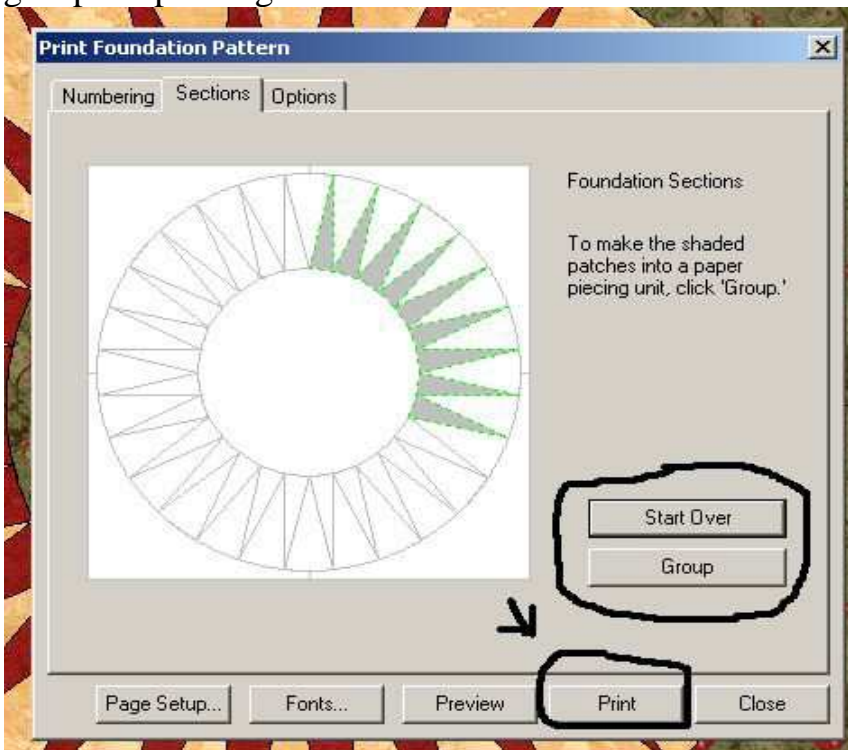 Print Foundation Pattern
Numbering Sections Options
Foundation Sections
To make the shaded
patches into a paper
piecing unit, click 'Group.'
Start Over
Group
Page Setup... Fonts... Preview Print Close